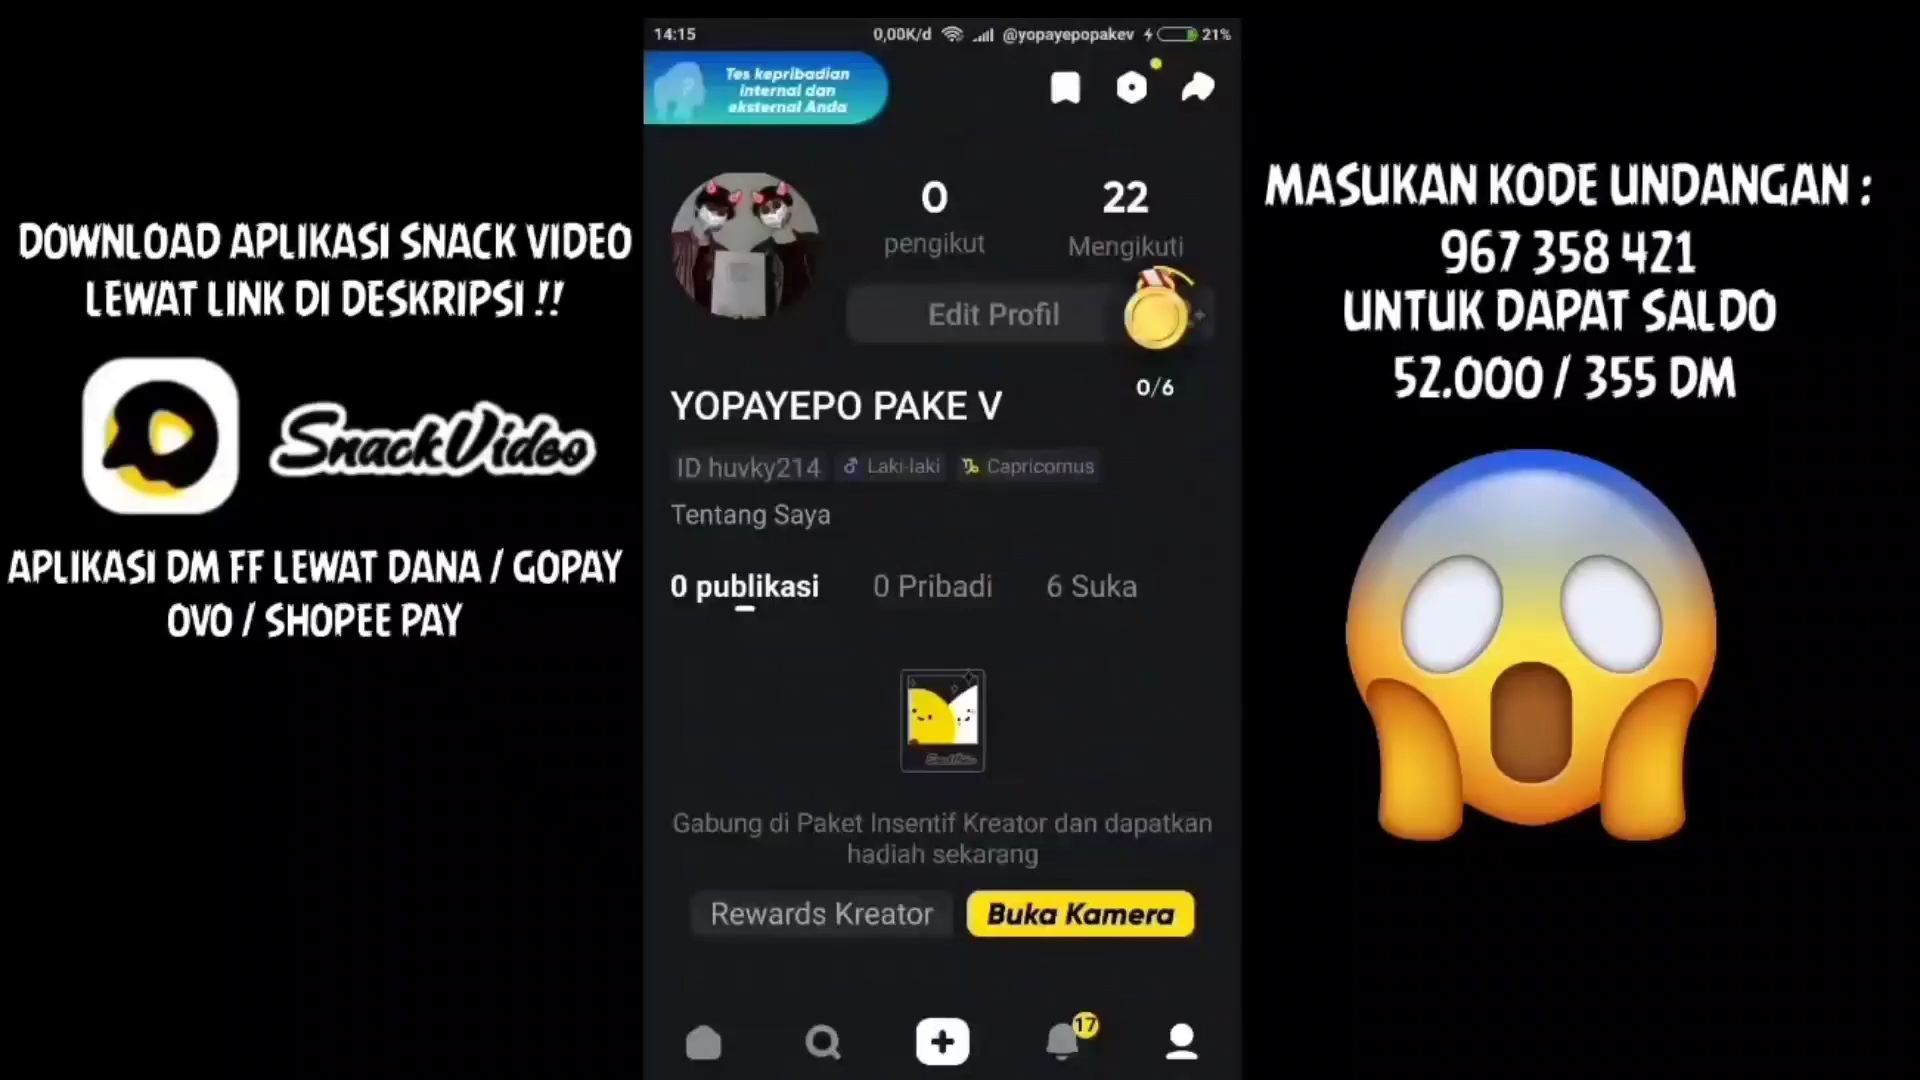 DOWNLOAD APLIKASI SNACK VIDEO
LEWAT LINK DI DESKRIPSI !!
SnackVideo
APLIKASI DM FF LEWAT DANA / GOPAY
OVO / SHOPEE PAY
14:15
0,00K/d
@yopayepopakev
21%
Tes kepribadian
internal dan
eksternal Anda
0
pengikut
22
Mengikuti
Edit Profil
0/6
YOPAYEPO PAKE V
ID huvky214
Laki-laki
Capricornus
Tentang Saya
0 publikasi
0 Pribadi
6 Suka
SnackVideo
Gabung di Paket Insentif Kreator dan dapatkan
hadiah sekarang
Rewards Kreator
Buka Kamera
17
MASUKAN KODE UNDANGAN :
967 358 421
UNTUK DAPAT SALDO
52.000 / 355 DM